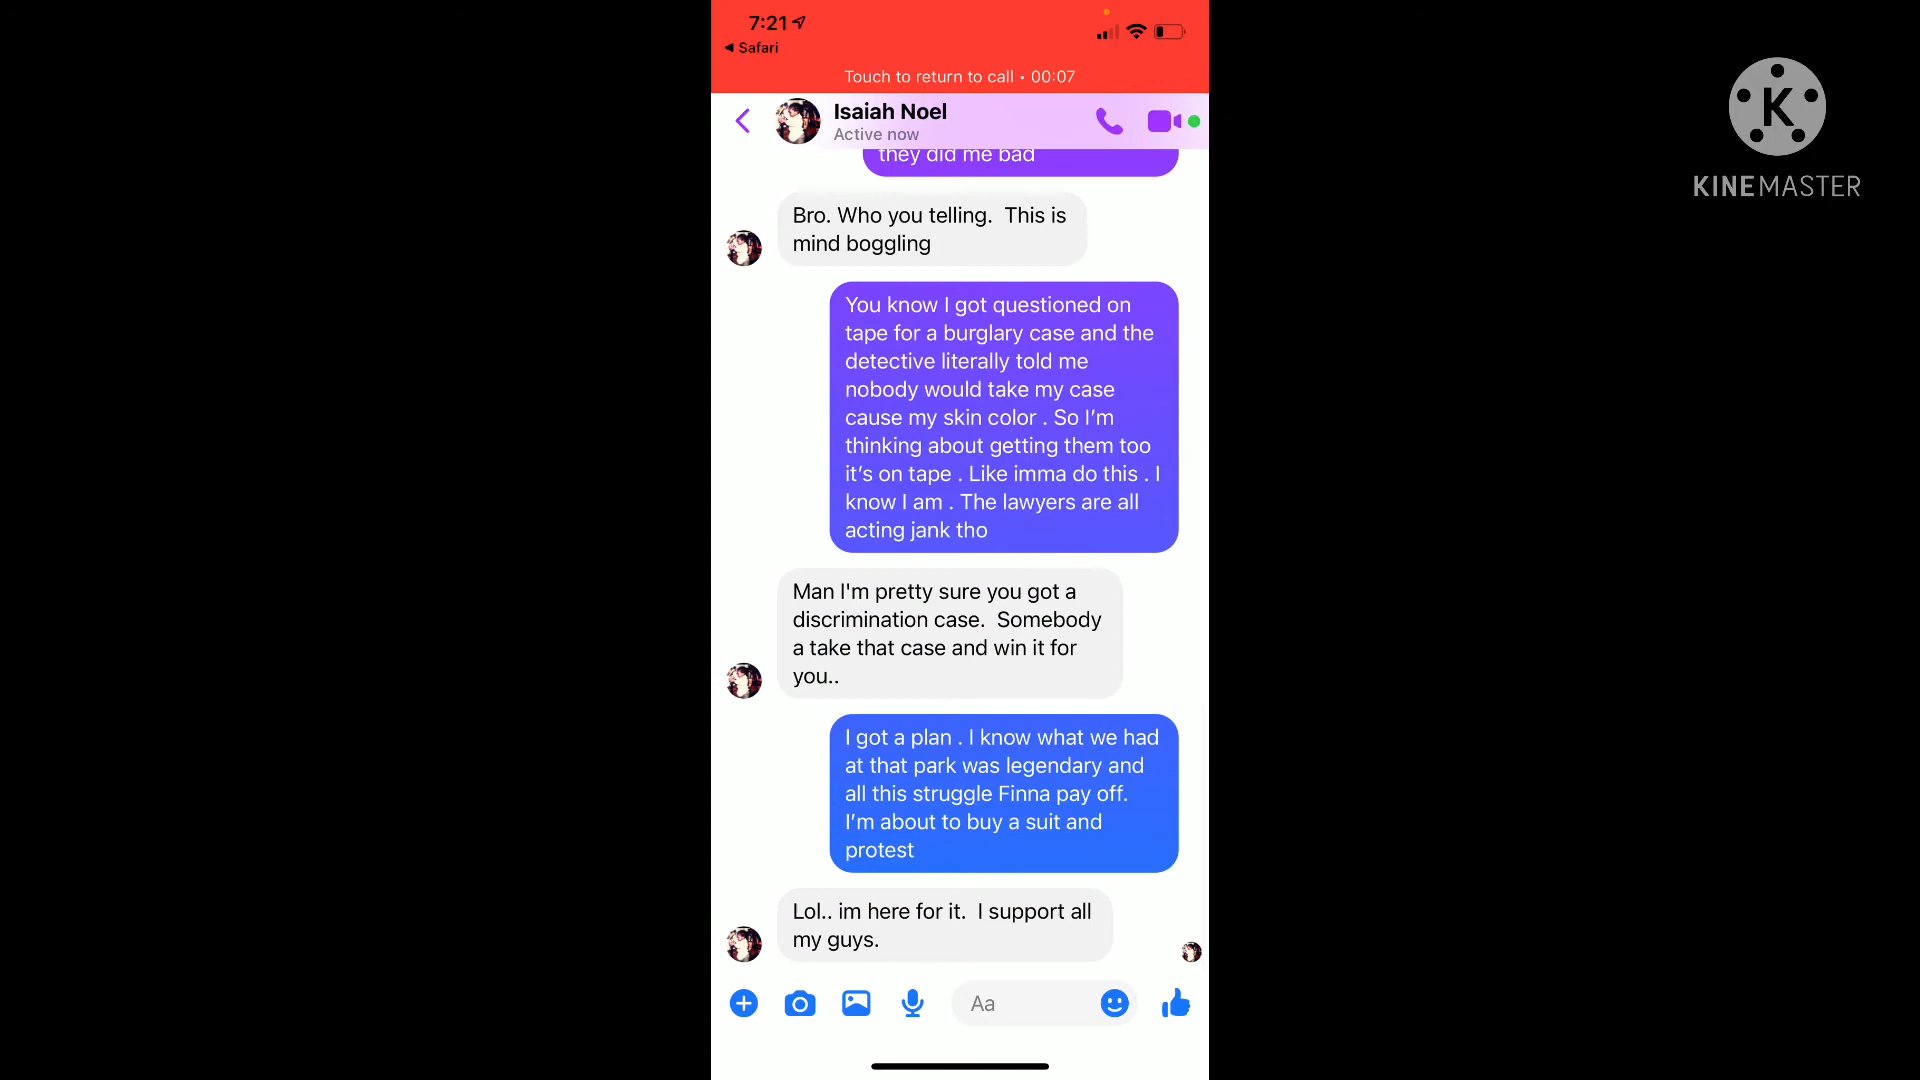 7:21
Safari
Touch to return to call • 00:07
Isaiah Noel
Active now
they did me bad
Bro. Who you telling.  This is
mind boggling
You know I got questioned on
tape for a burglary case and the
detective literally told me
nobody would take my case
cause my skin color . So I’m
thinking about getting them too
it’s on tape . Like imma do this . I
know I am . The lawyers are all
acting jank tho
Man I'm pretty sure you got a
discrimination case.  Somebody
a take that case and win it for
you..
I got a plan . I know what we had
at that park was legendary and
all this struggle Finna pay off.
I’m about to buy a suit and
protest
Lol.. im here for it.  I support all
my guys.
Aa
K
KINEMASTER